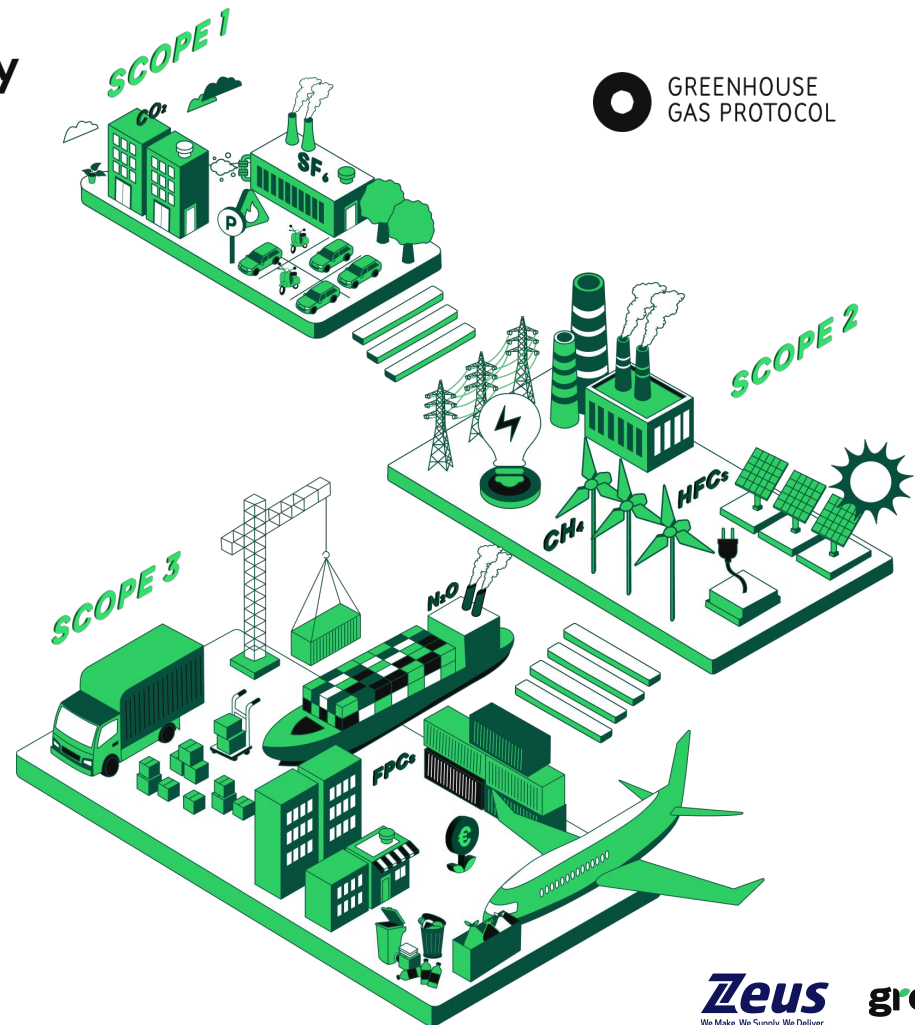 y
SCOPE 1
GREENHOUSE
GAS PROTOCOL
CO₂
SF₆
P
SCOPE 2
HFCs
CH₄
SCOPE 3
N₂O
FPCs
€
Zeus
We Make. We Supply. We Deliver.
gre